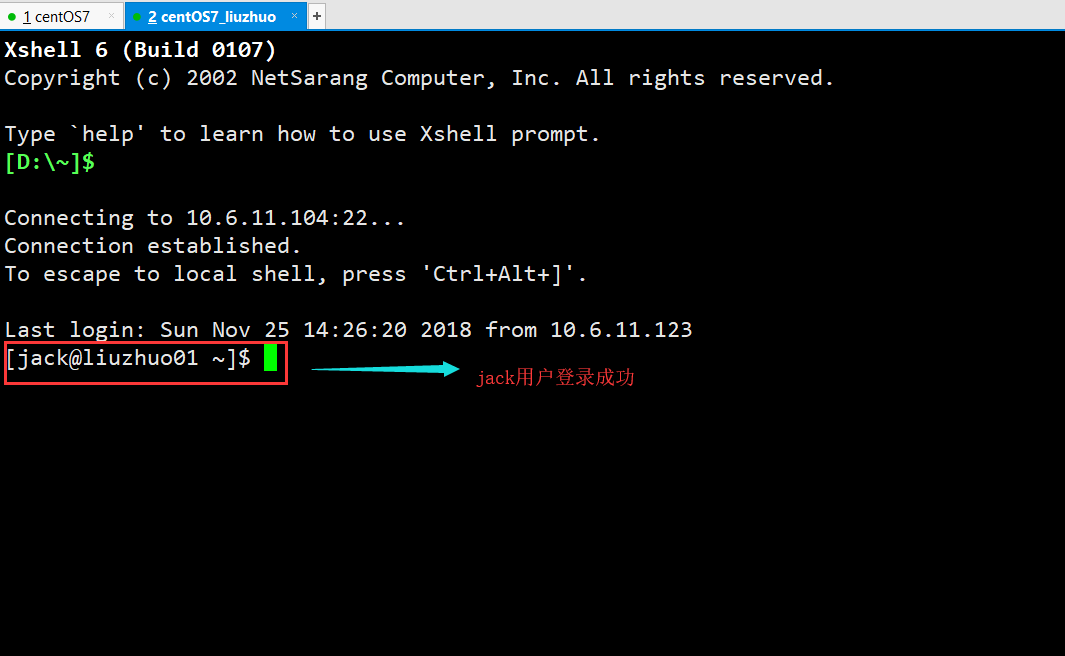 1 centOS7 × 2 centOS7_liuzhuo × +
Xshell 6 (Build 0107)
Copyright (c) 2002 NetSarang Computer, Inc. All rights reserved.
Type `help' to learn how to use Xshell prompt.
[D:\~]$
Connecting to 10.6.11.104:22...
Connection established.
To escape to local shell, press 'Ctrl+Alt+]'.
Last login: Sun Nov 25 14:26:20 2018 from 10.6.11.123
[jack@liuzhuo01 ~]$
jack用户登录成功